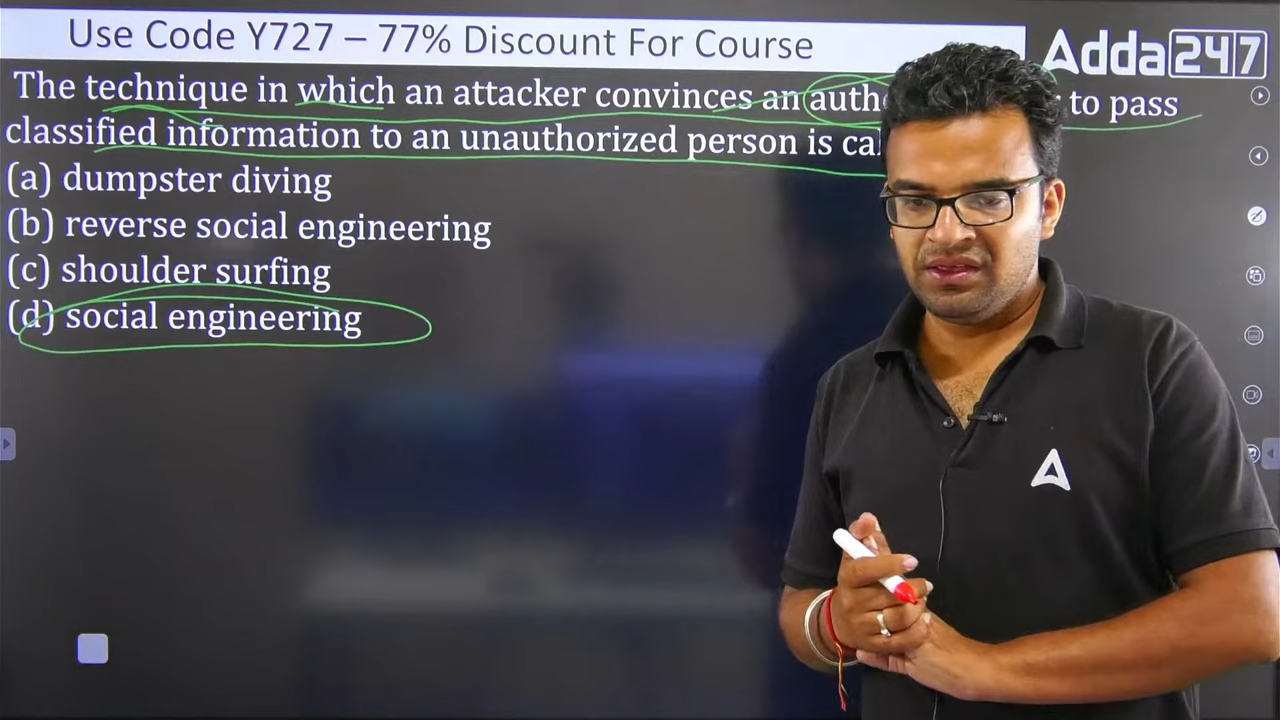 Use Code Y727 – 77% Discount For Course
Adda247
The technique in which an attacker convinces an to pass
classified information to an unauthorized person is
(a) dumpster diving
(b) reverse social engineering
(c) shoulder surfing
(d) social engineering